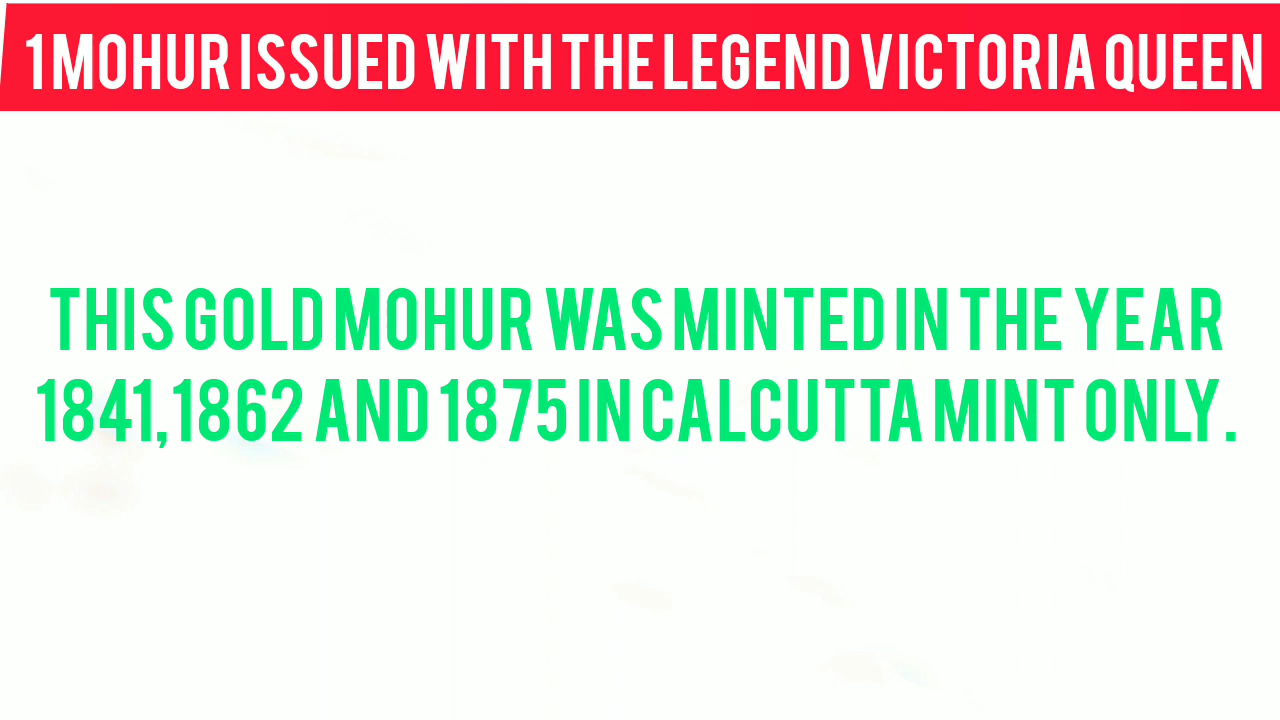 1 MOHUR ISSUED WITH THE LEGEND VICTORIA QUEEN
THIS GOLD MOHUR WAS MINTED IN THE YEAR
1841,1862 AND 1875 IN CALCUTTA MINT ONLY.